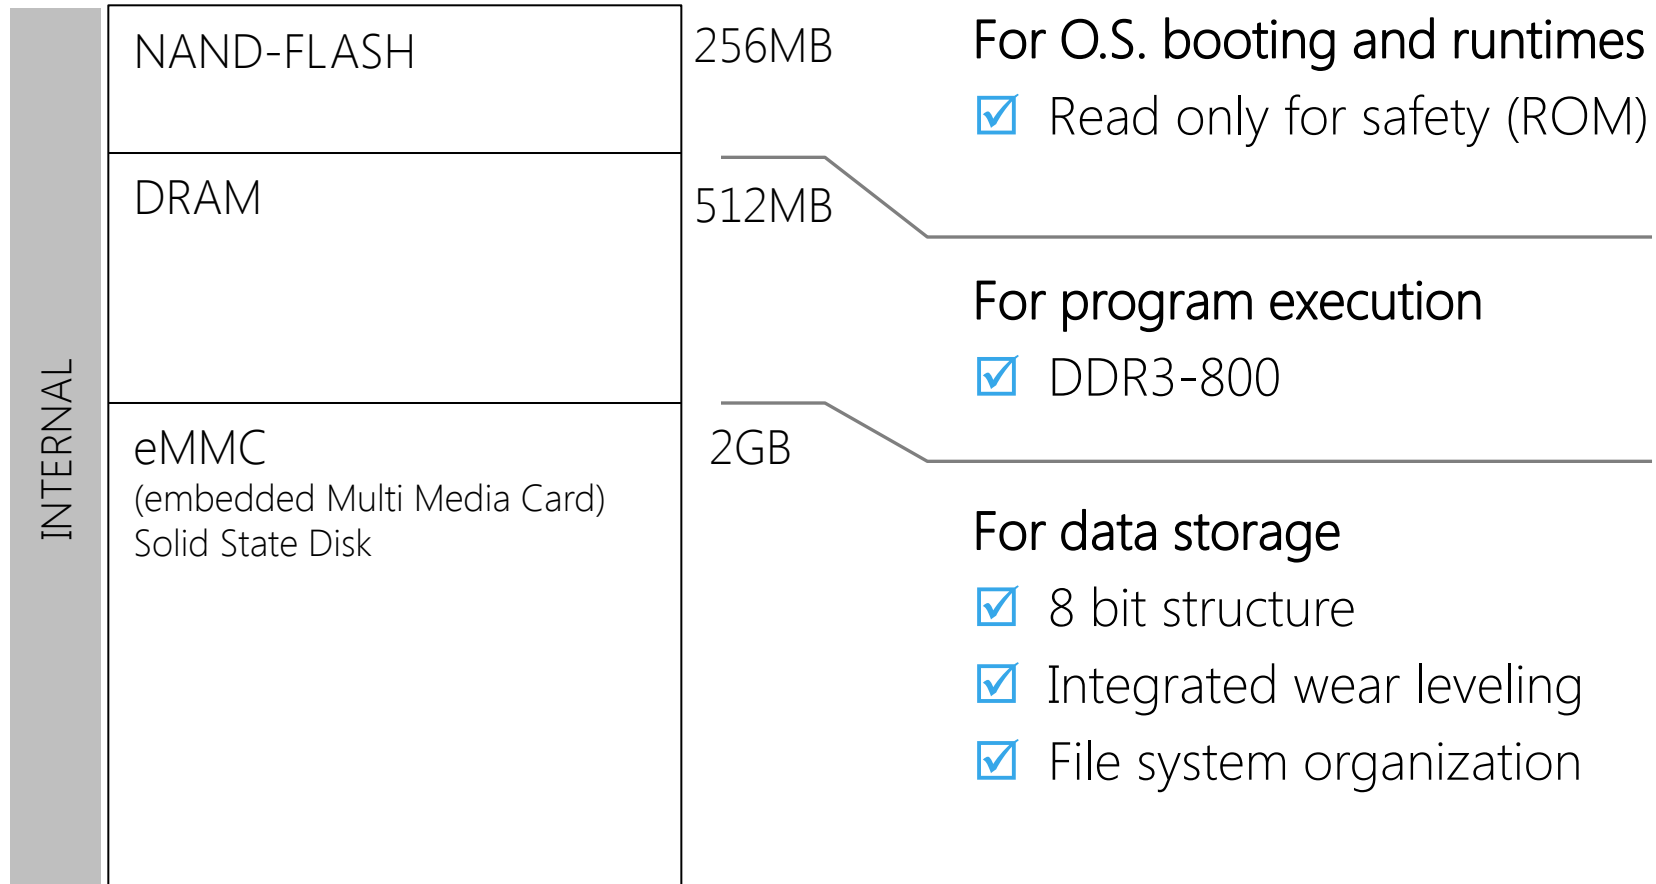 INTERNAL
NAND-FLASH
256MB
For O.S. booting and runtimes
Read only for safety (ROM)
DRAM
512MB
For program execution
DDR3-800
eMMC
(embedded Multi Media Card)
Solid State Disk
2GB
For data storage
8 bit structure
Integrated wear leveling
File system organization